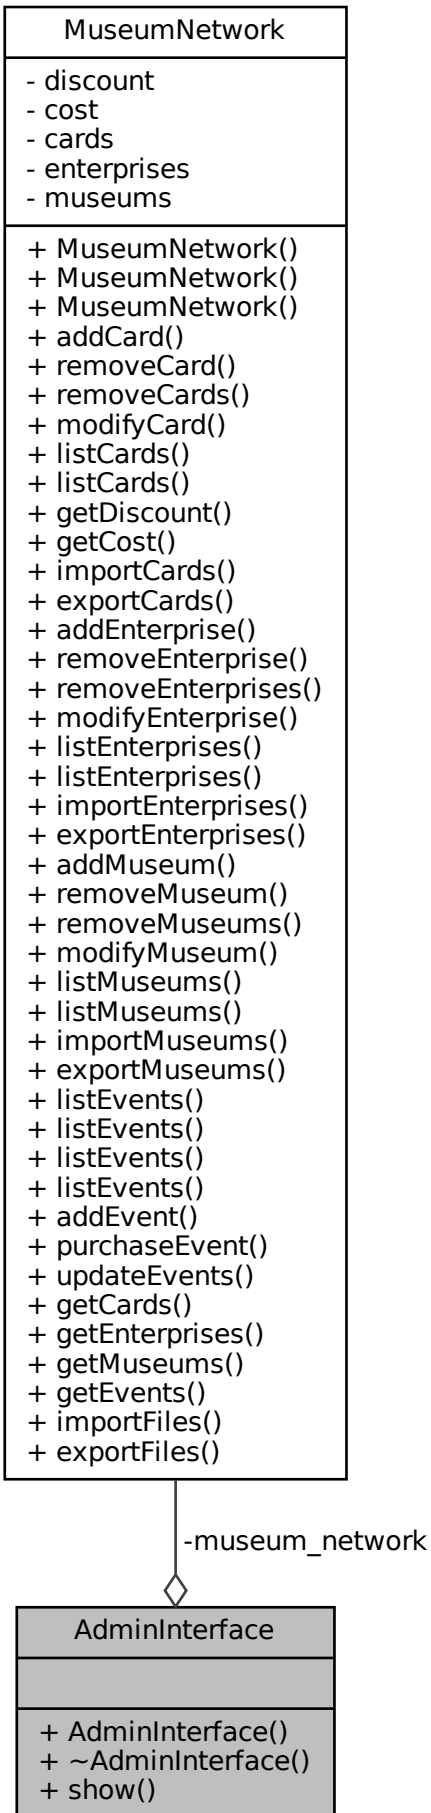 MuseumNetwork
- discount
- cost
- cards
- enterprises
- museums
+ MuseumNetwork()
+ MuseumNetwork()
+ MuseumNetwork()
+ addCard()
+ removeCard()
+ removeCards()
+ modifyCard()
+ listCards()
+ listCards()
+ getDiscount()
+ getCost()
+ importCards()
+ exportCards()
+ addEnterprise()
+ removeEnterprise()
+ removeEnterprises()
+ modifyEnterprise()
+ listEnterprises()
+ listEnterprises()
+ importEnterprises()
+ exportEnterprises()
+ addMuseum()
+ removeMuseum()
+ removeMuseums()
+ modifyMuseum()
+ listMuseums()
+ listMuseums()
+ importMuseums()
+ exportMuseums()
+ listEvents()
+ listEvents()
+ listEvents()
+ listEvents()
+ addEvent()
+ purchaseEvent()
+ updateEvents()
+ getCards()
+ getEnterprises()
+ getMuseums()
+ getEvents()
+ importFiles()
+ exportFiles()
-museum_network
AdminInterface
+ AdminInterface()
+ ~AdminInterface()
+ show()